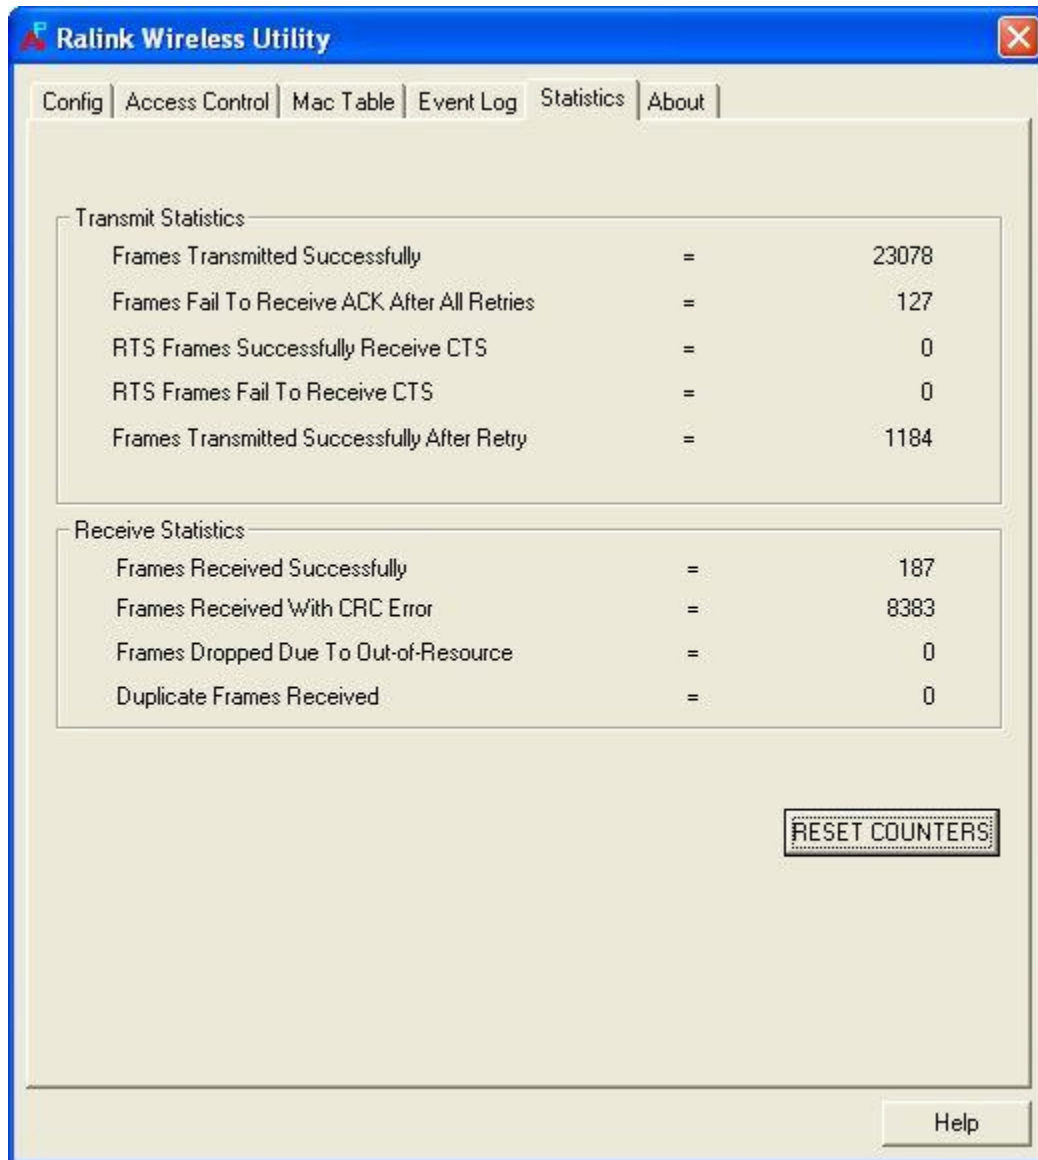 Ralink Wireless Utility
Config Access Control Mac Table Event Log Statistics About
Transmit Statistics
Frames Transmitted Successfully = 23078
Frames Fail To Receive ACK After All Retries = 127
RTS Frames Successfully Receive CTS = 0
RTS Frames Fail To Receive CTS = 0
Frames Transmitted Successfully After Retry = 1184
Receive Statistics
Frames Received Successfully = 187
Frames Received With CRC Error = 8383
Frames Dropped Due To Out-of-Resource = 0
Duplicate Frames Received = 0
RESET COUNTERS
Help